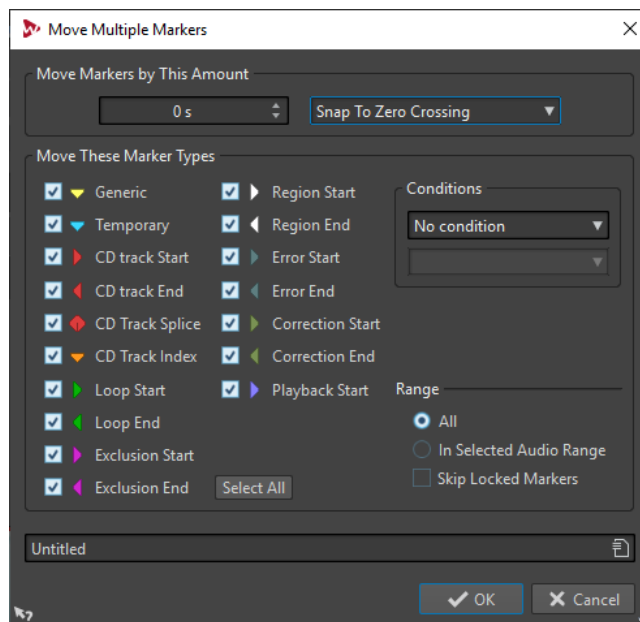 Move Multiple Markers
Move Markers by This Amount
0 s
Snap To Zero Crossing
Move These Marker Types
Generic
Temporary
CD track Start
CD track End
CD Track Splice
CD Track Index
Loop Start
Loop End
Exclusion Start
Exclusion End
Region Start
Region End
Error Start
Error End
Correction Start
Correction End
Playback Start
Select All
Conditions
No condition
Range
All
In Selected Audio Range
Skip Locked Markers
Untitled
OK
Cancel